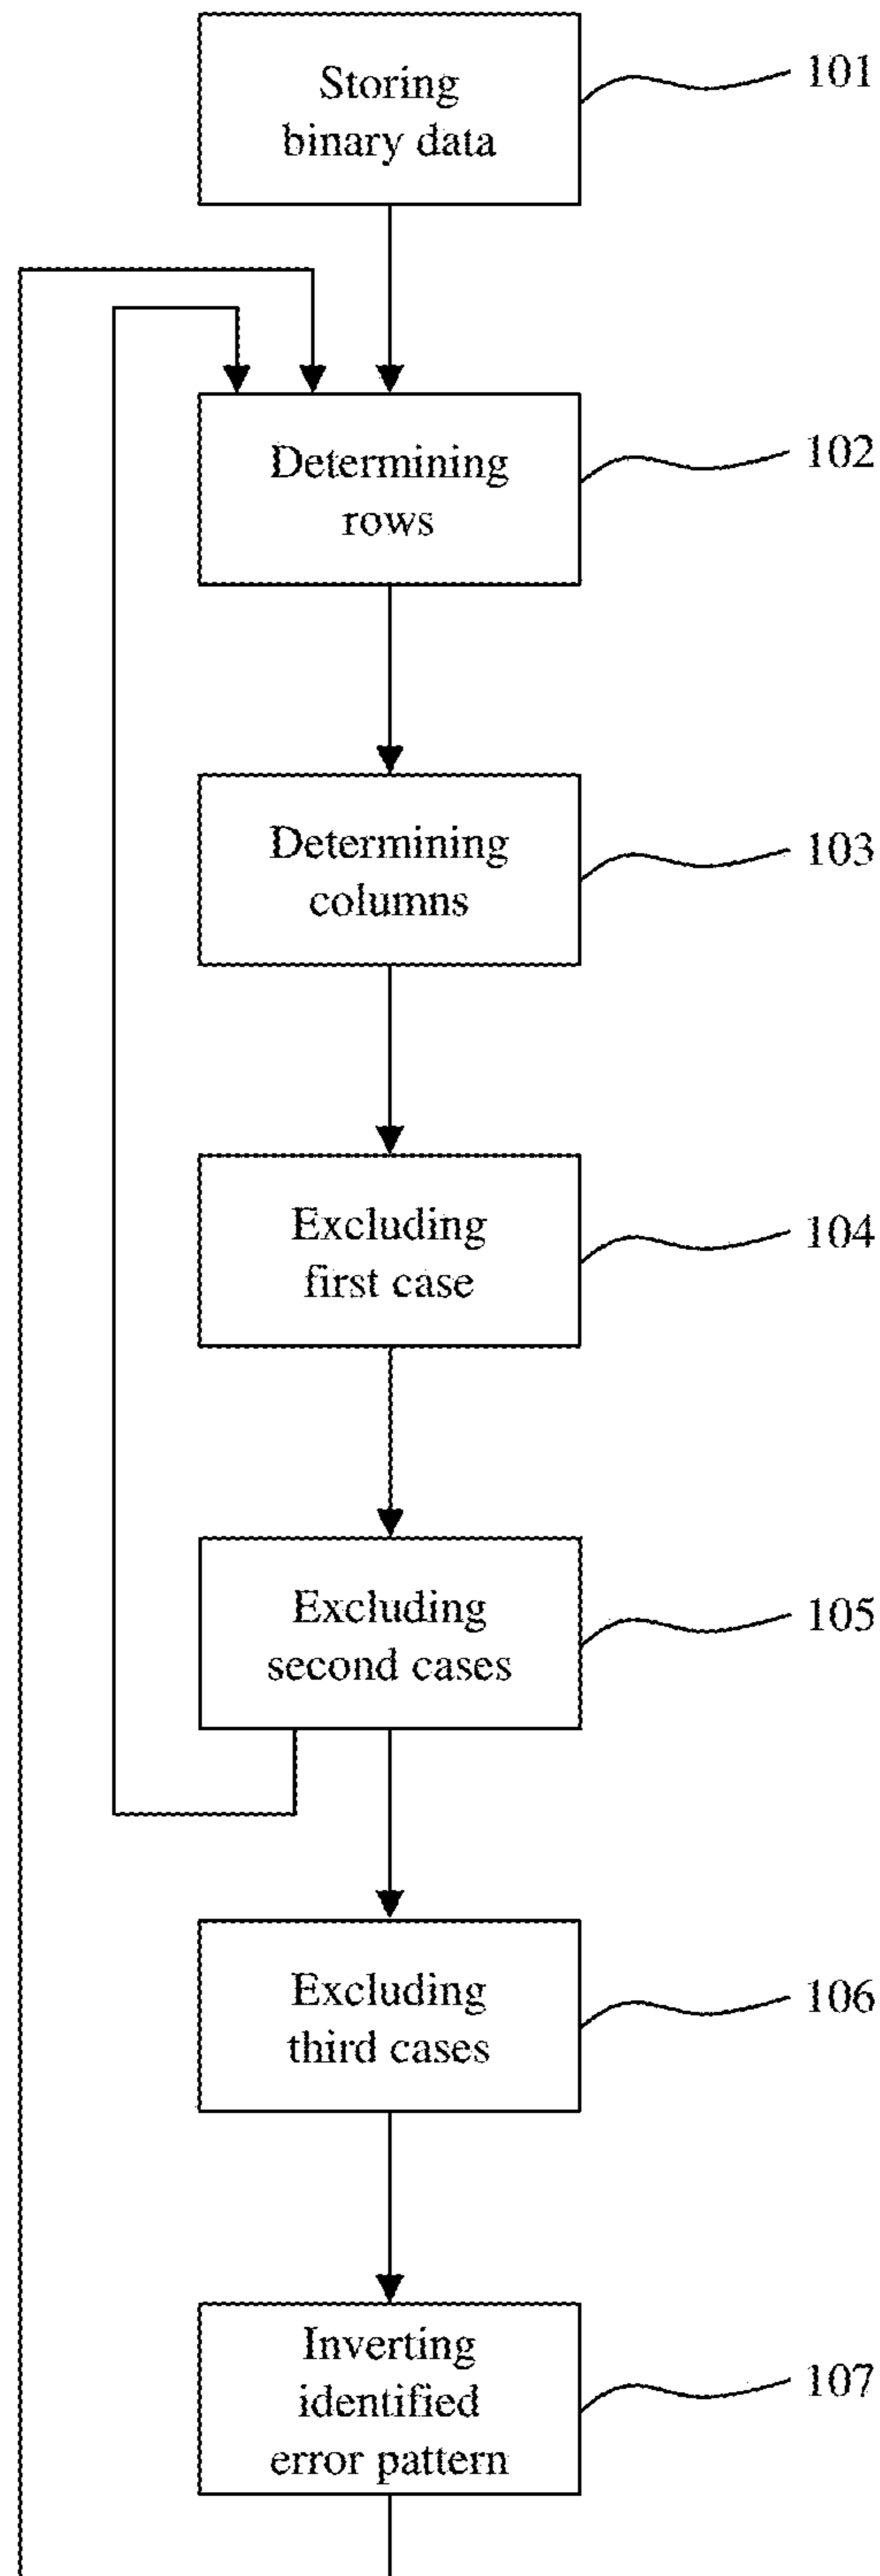 Storing
binary data
101
Determining
rows
102
Determining
columns
103
Excluding
first case
104
Excluding
second cases
105
Excluding
third cases
106
Inverting
identified
error pattern
107